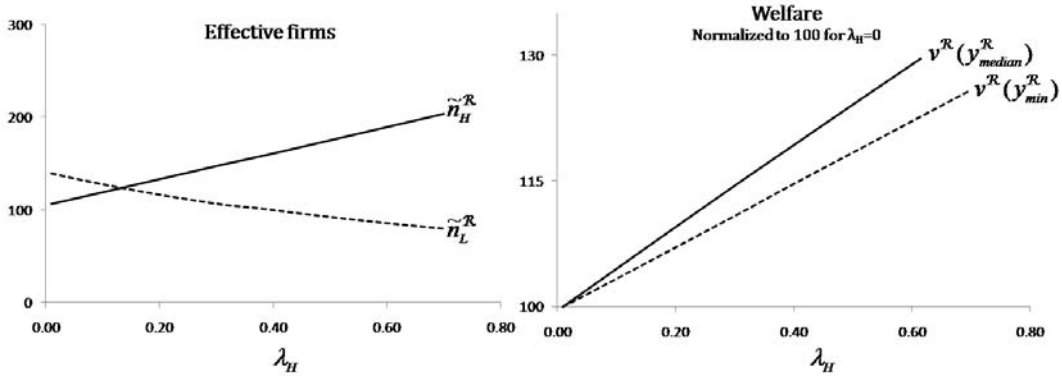 Effective firms
300
200
100
0
ñ_H^ℛ
ñ_L^ℛ
0.00 0.20 0.40 0.60 0.80
λ_H
Welfare
Normalized to 100 for λ_H=0
130
115
100
v^ℛ(y_median^ℛ)
v^ℛ(y_min^ℛ)
0.00 0.20 0.40 0.60 0.80
λ_H